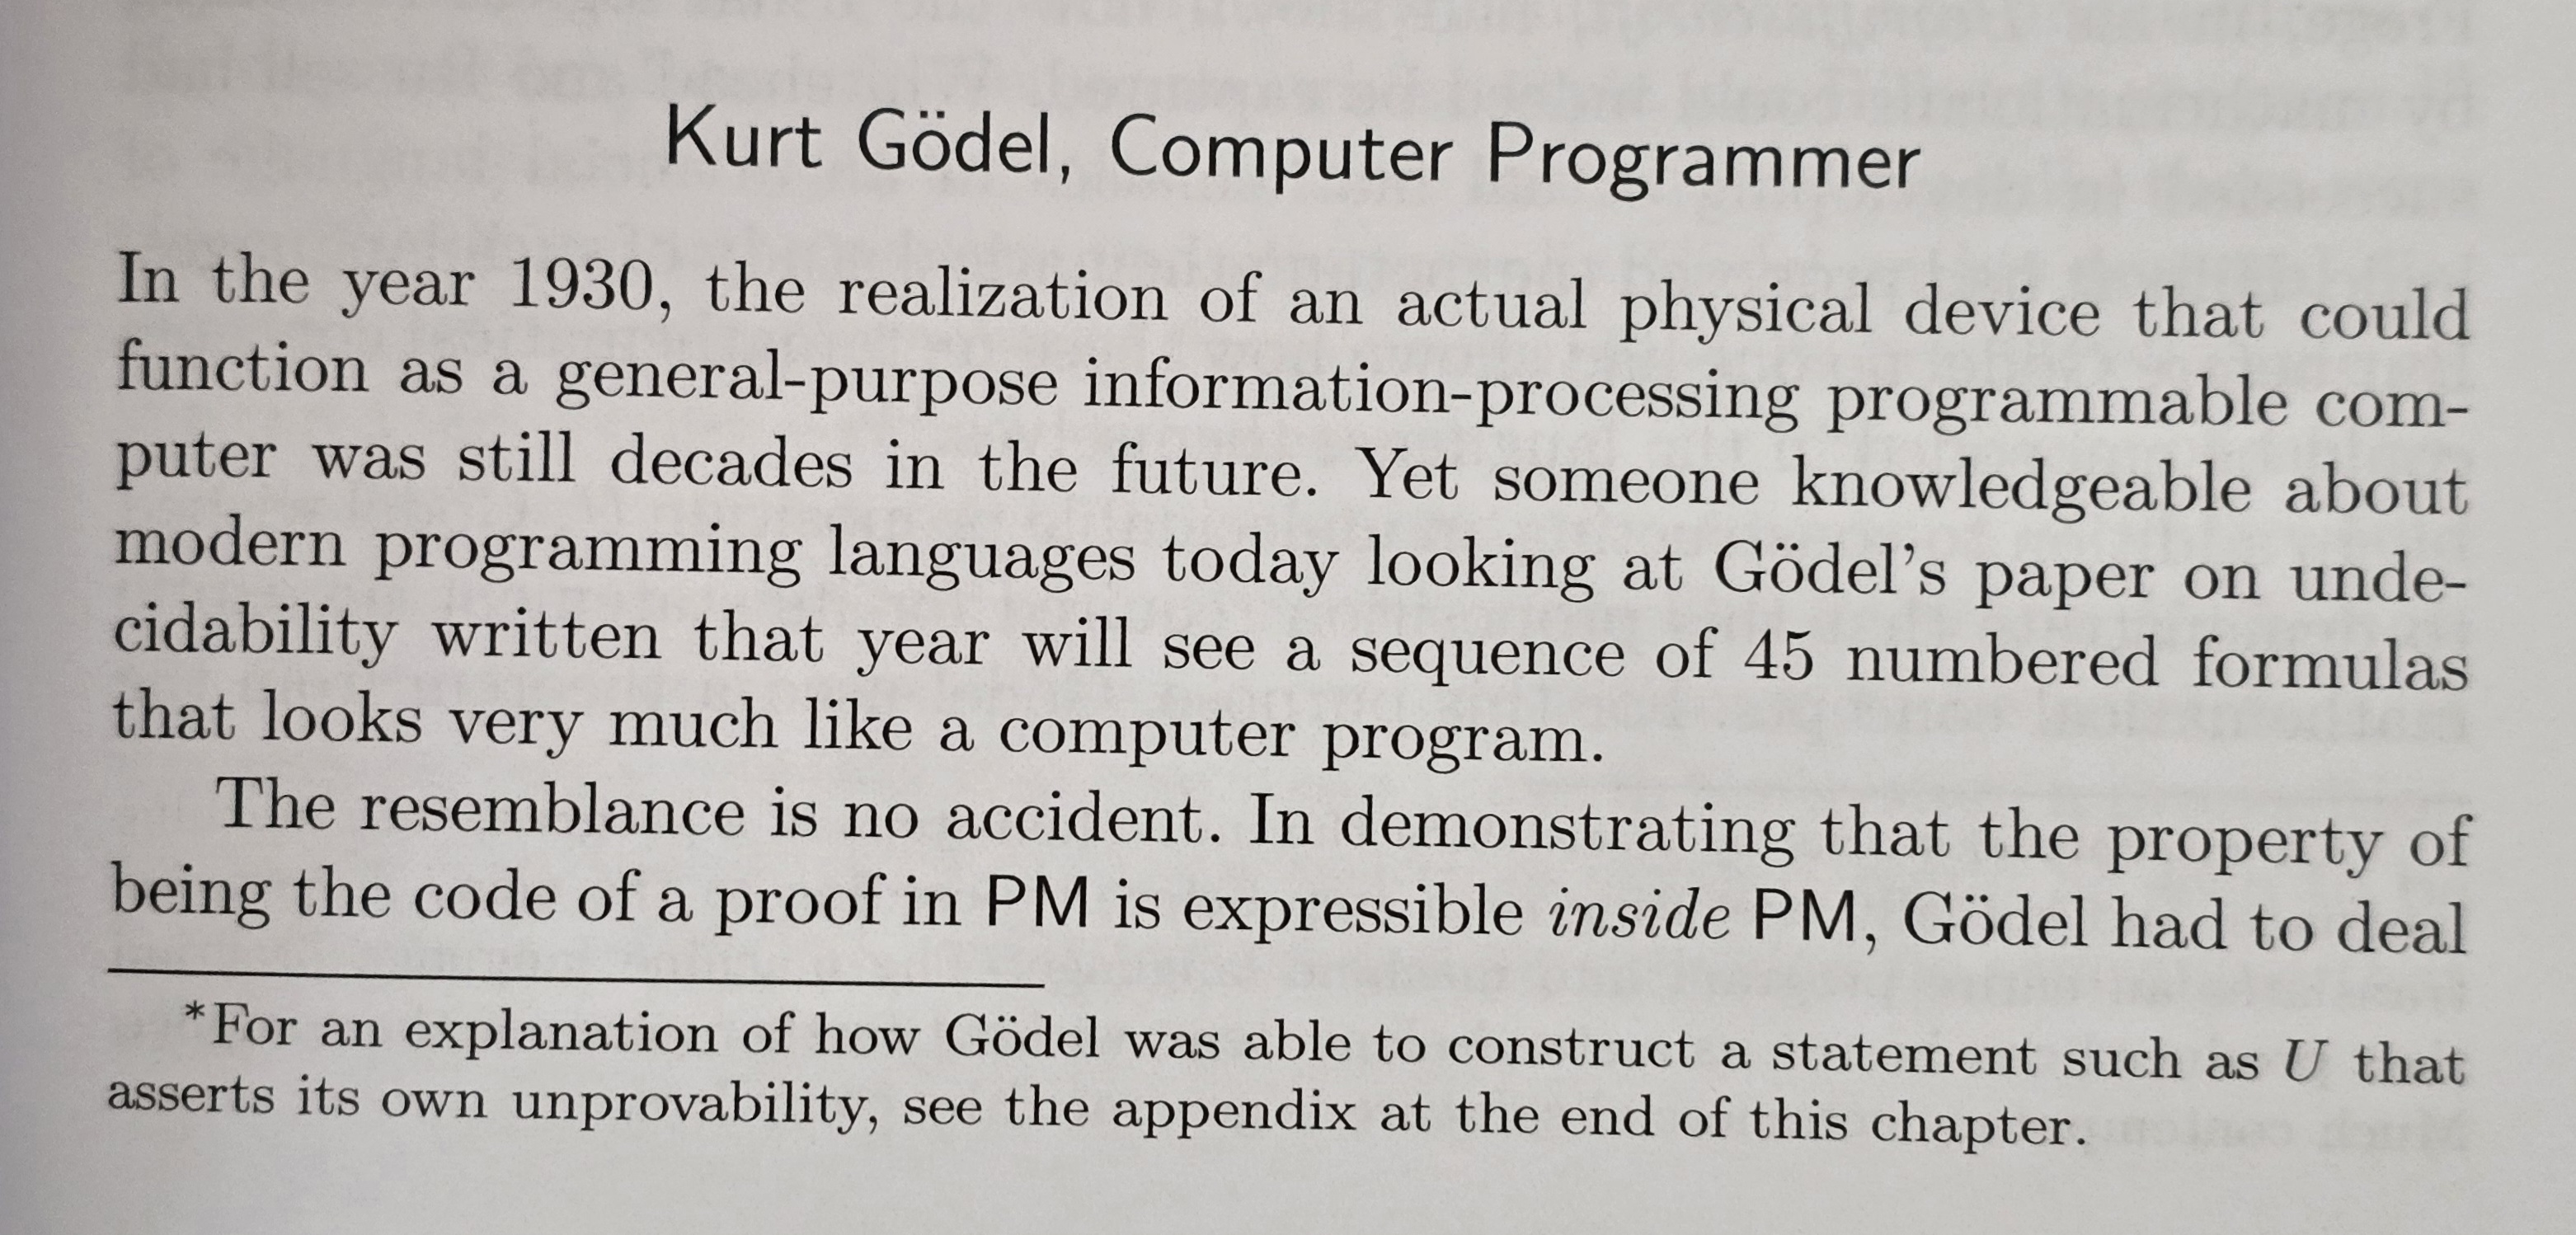 Kurt Gödel, Computer Programmer
In the year 1930, the realization of an actual physical device that could
function as a general-purpose information-processing programmable com-
puter was still decades in the future. Yet someone knowledgeable about
modern programming languages today looking at Gödel's paper on unde-
cidability written that year will see a sequence of 45 numbered formulas
that looks very much like a computer program.
The resemblance is no accident. In demonstrating that the property of
being the code of a proof in PM is expressible inside PM, Gödel had to deal
*For an explanation of how Gödel was able to construct a statement such as U that
asserts its own unprovability, see the appendix at the end of this chapter.